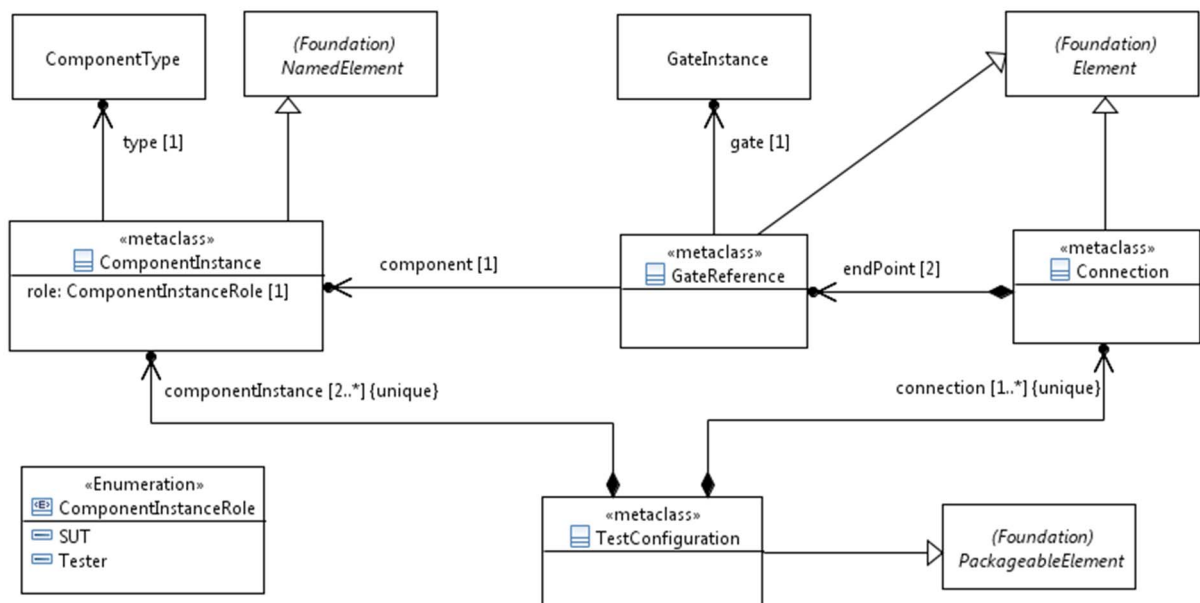 ComponentType
(Foundation)
NamedElement
GateInstance
(Foundation)
Element
type [1]
gate [1]
«metaclass»
ComponentInstance
role: ComponentInstanceRole [1]
component [1]
«metaclass»
GateReference
endPoint [2]
«metaclass»
Connection
componentInstance [2..*] {unique}
connection [1..*] {unique}
«Enumeration»
<E> ComponentInstanceRole
SUT
Tester
«metaclass»
TestConfiguration
(Foundation)
PackageableElement